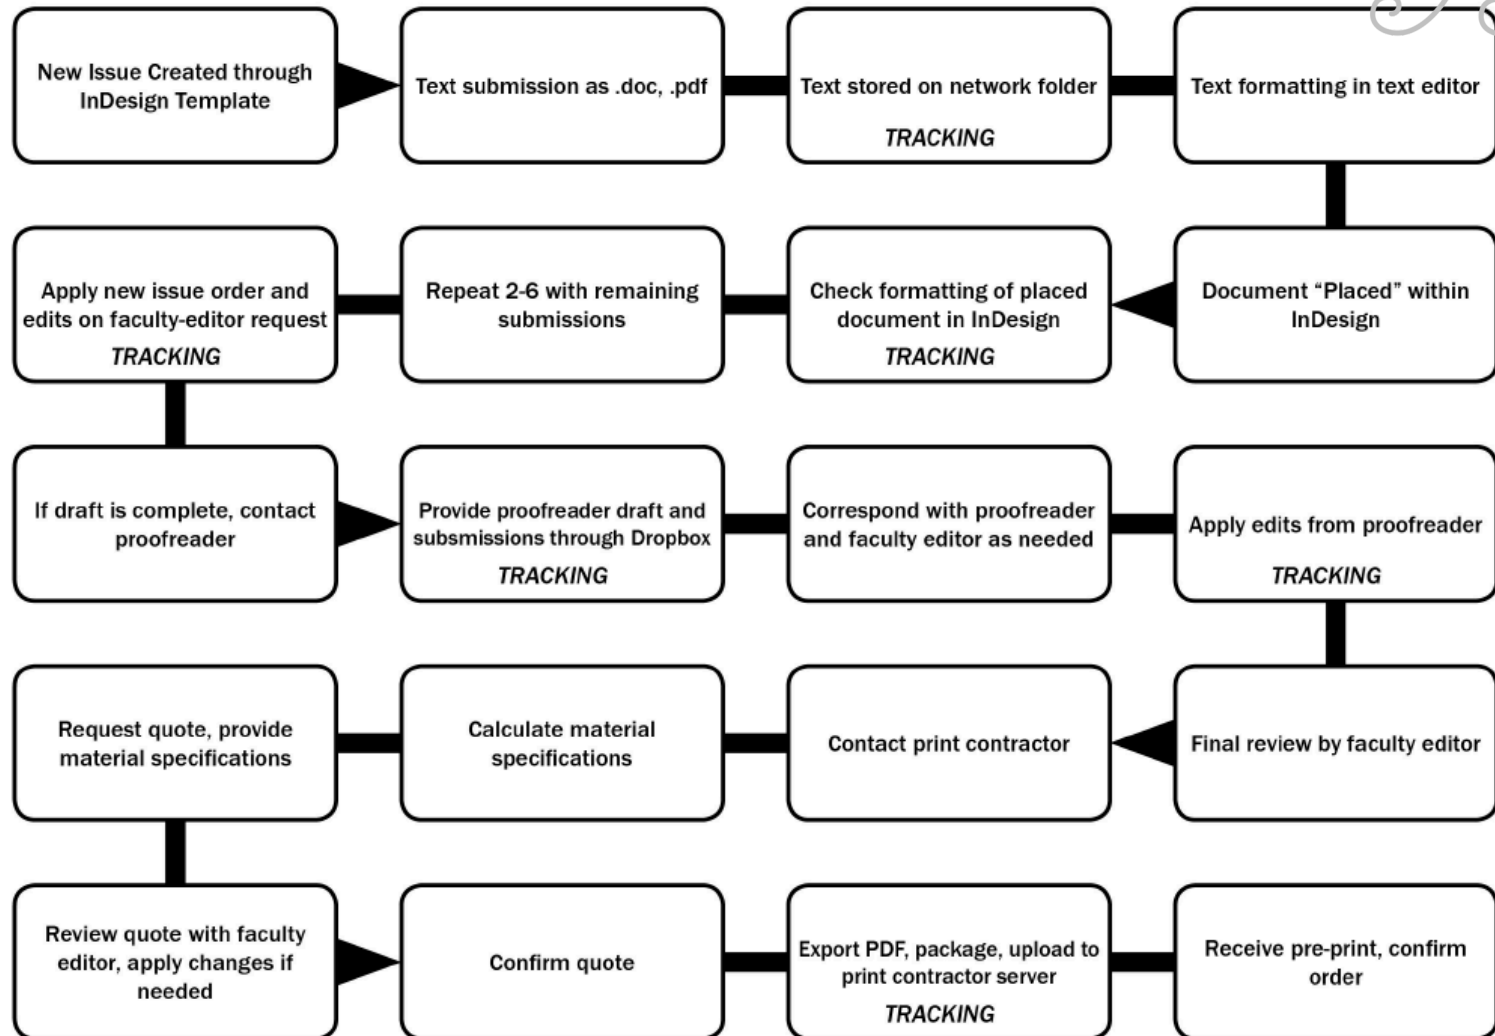 New Issue Created through
InDesign Template
Text submission as .doc, .pdf
Text stored on network folder
TRACKING
Text formatting in text editor
Document “Placed” within
InDesign
Check formatting of placed
document in InDesign
TRACKING
Repeat 2-6 with remaining
submissions
Apply new issue order and
edits on faculty-editor request
TRACKING
If draft is complete, contact
proofreader
Provide proofreader draft and
subsmissions through Dropbox
TRACKING
Correspond with proofreader
and faculty editor as needed
Apply edits from proofreader
TRACKING
Final review by faculty editor
Contact print contractor
Calculate material
specifications
Request quote, provide
material specifications
Review quote with faculty
editor, apply changes if
needed
Confirm quote
Export PDF, package, upload to
print contractor server
TRACKING
Receive pre-print, confirm
order